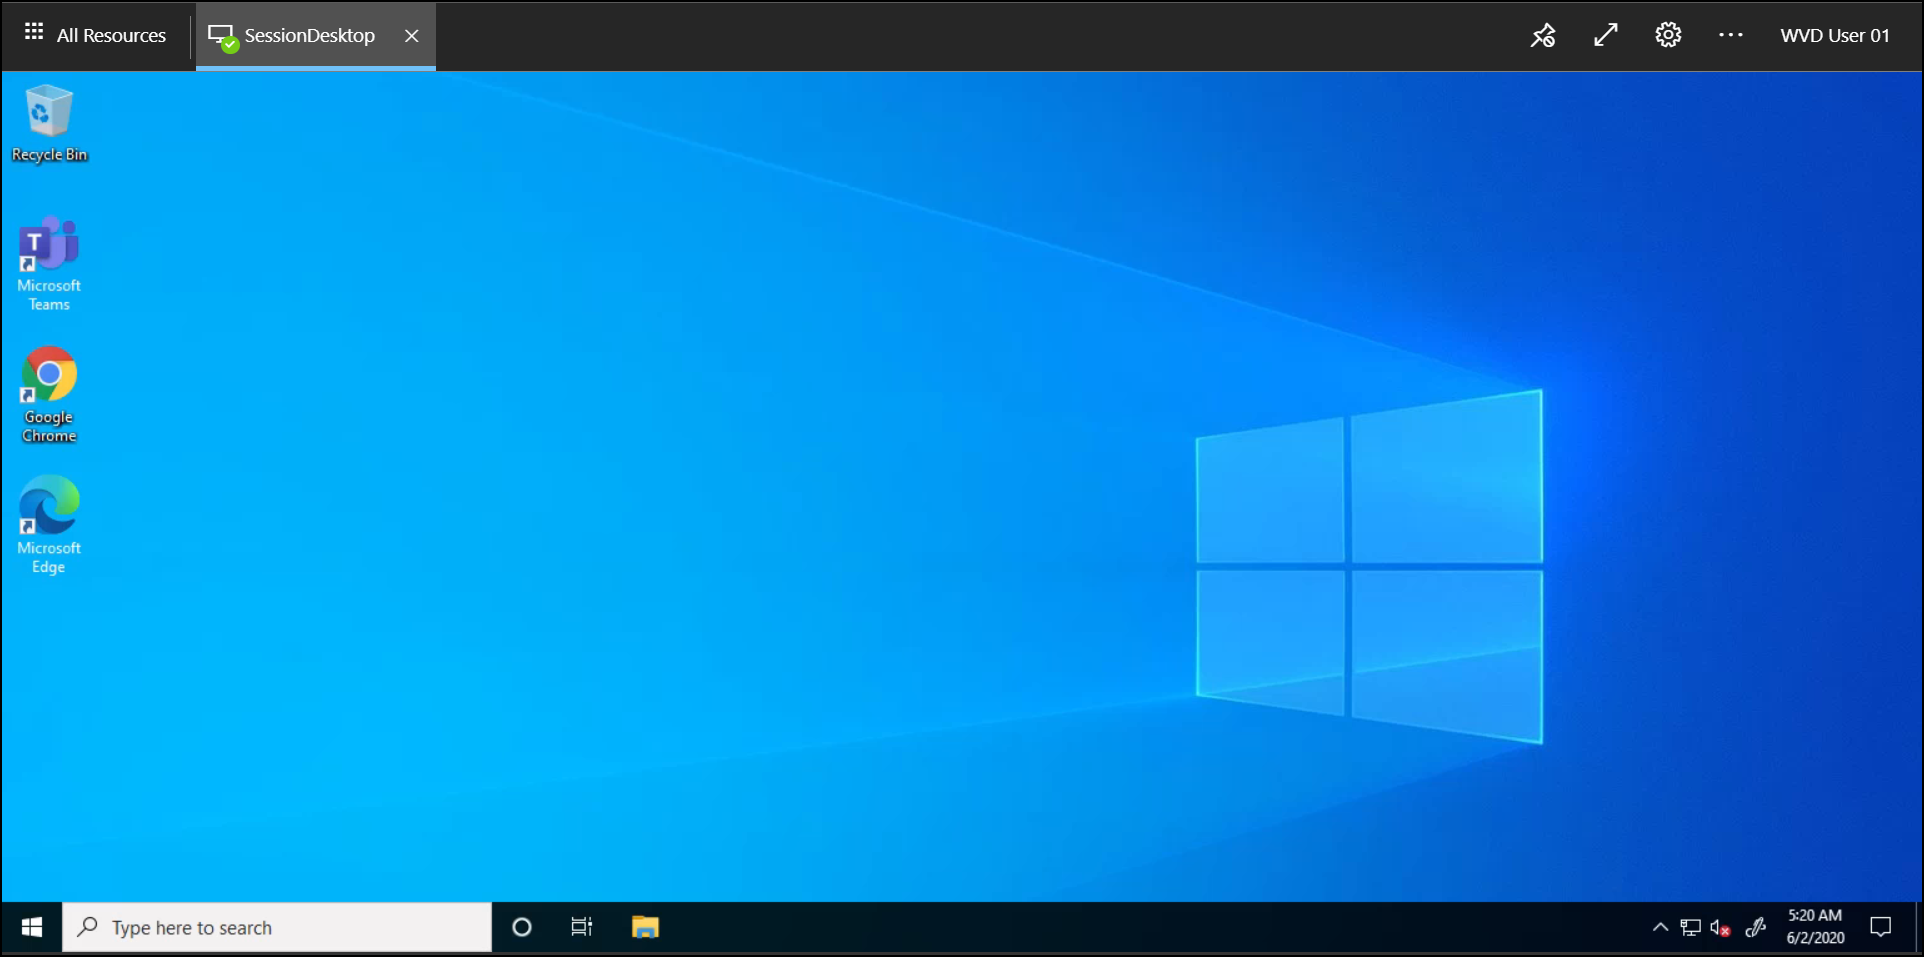 All Resources
SessionDesktop
WVD User 01
Recycle Bin
T
Microsoft
Teams
Google
Chrome
Microsoft
Edge
Type here to search
5:20 AM
6/2/2020